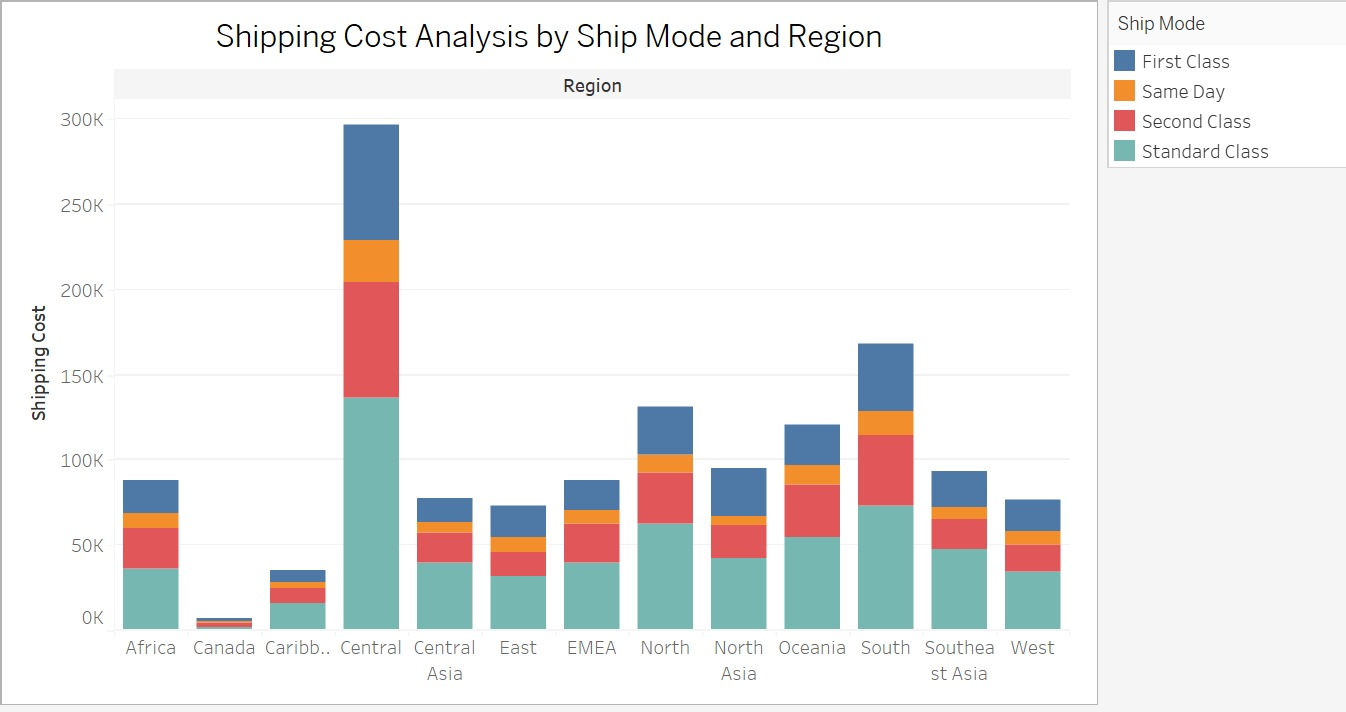 Shipping Cost Analysis by Ship Mode and Region
Region
Shipping Cost
300K
250K
200K
150K
100K
50K
0K
Africa
Canada
Caribb..
Central
Central
Asia
East
EMEA
North
North
Asia
Oceania
South
Southea
st Asia
West
Ship Mode
First Class
Same Day
Second Class
Standard Class